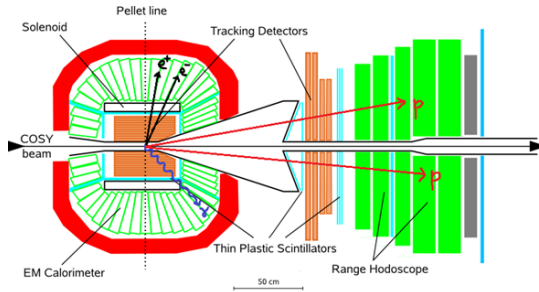 Pellet line
Solenoid
Tracking Detectors
e+
e-
p
COSY
beam
p
Thin Plastic Scintillators
EM Calorimeter
Range Hodoscope
50 cm